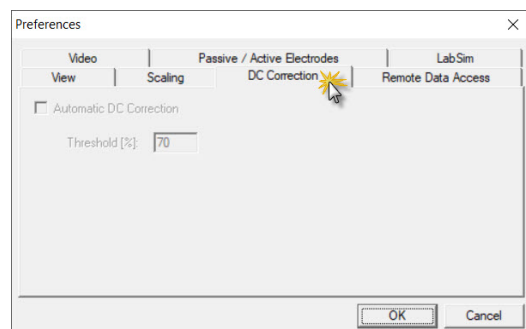 Preferences
Video Passive / Active Electrodes LabSim
View Scaling DC Correction Remote Data Access
Automatic DC Correction
Threshold [%]: 70
OK Cancel